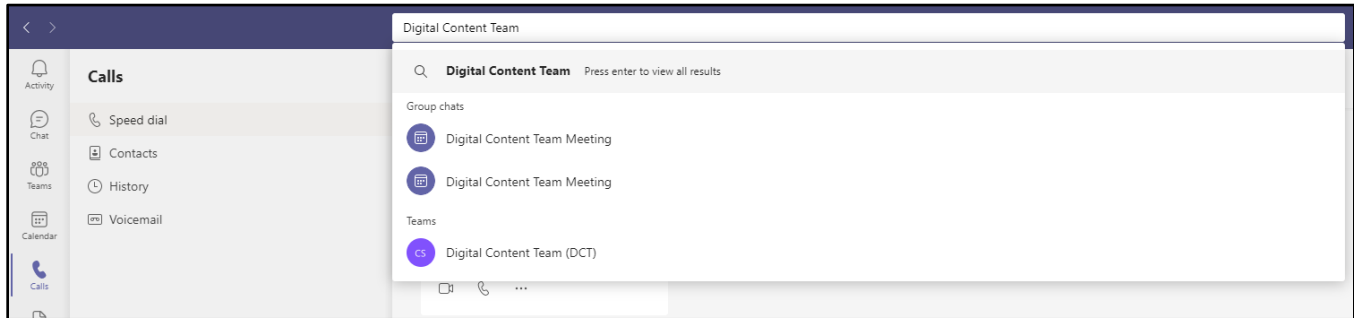 Digital Content Team
Activity
Chat
Teams
Calendar
Calls
Calls
Speed dial
Contacts
History
Voicemail
Digital Content Team Press enter to view all results
Group chats
Digital Content Team Meeting
Digital Content Team Meeting
Teams
CS Digital Content Team (DCT)